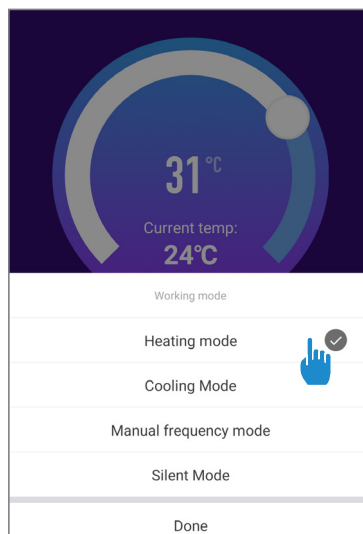 31°C
Current temp:
24°C
Working mode
Heating mode
Cooling Mode
Manual frequency mode
Silent Mode
Done